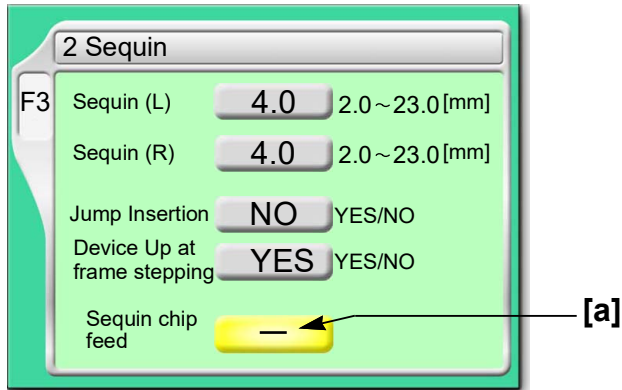 2 Sequin
F3
Sequin (L) 4.0 2.0~23.0 [mm]
Sequin (R) 4.0 2.0~23.0 [mm]
Jump Insertion NO YES/NO
Device Up at
frame stepping YES YES/NO
Sequin chip
feed —
[a]